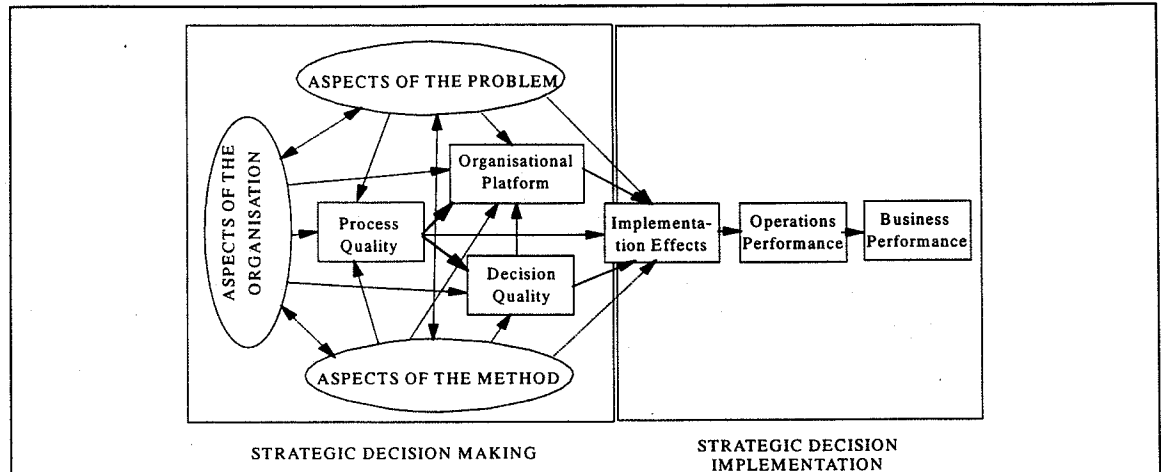 ASPECTS OF THE PROBLEM
ASPECTS OF THE
ORGANISATION
Organisational
Platform
Process
Quality
Decision
Quality
Implementa-
tion Effects
Operations
Performance
Business
Performance
ASPECTS OF THE METHOD
STRATEGIC DECISION MAKING
STRATEGIC DECISION
IMPLEMENTATION